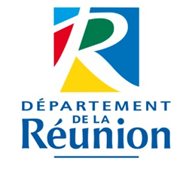 DÉPARTEMENT
DE LA
Réunion